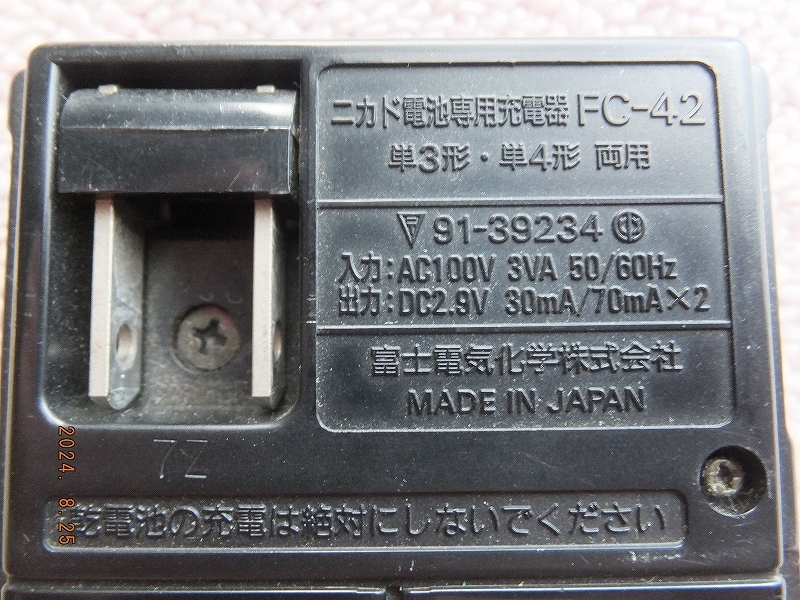 ニカド電池専用充電器 FC-42
単3形・単4形 両用
91-39234
入力:AC100V 3VA 50/60Hz
出力:DC2.9V 30mA/70mA×2
富士電気化学株式会社
MADE IN JAPAN
7Z
乾電池の充電は絶対にしないでください
2024. 8.25